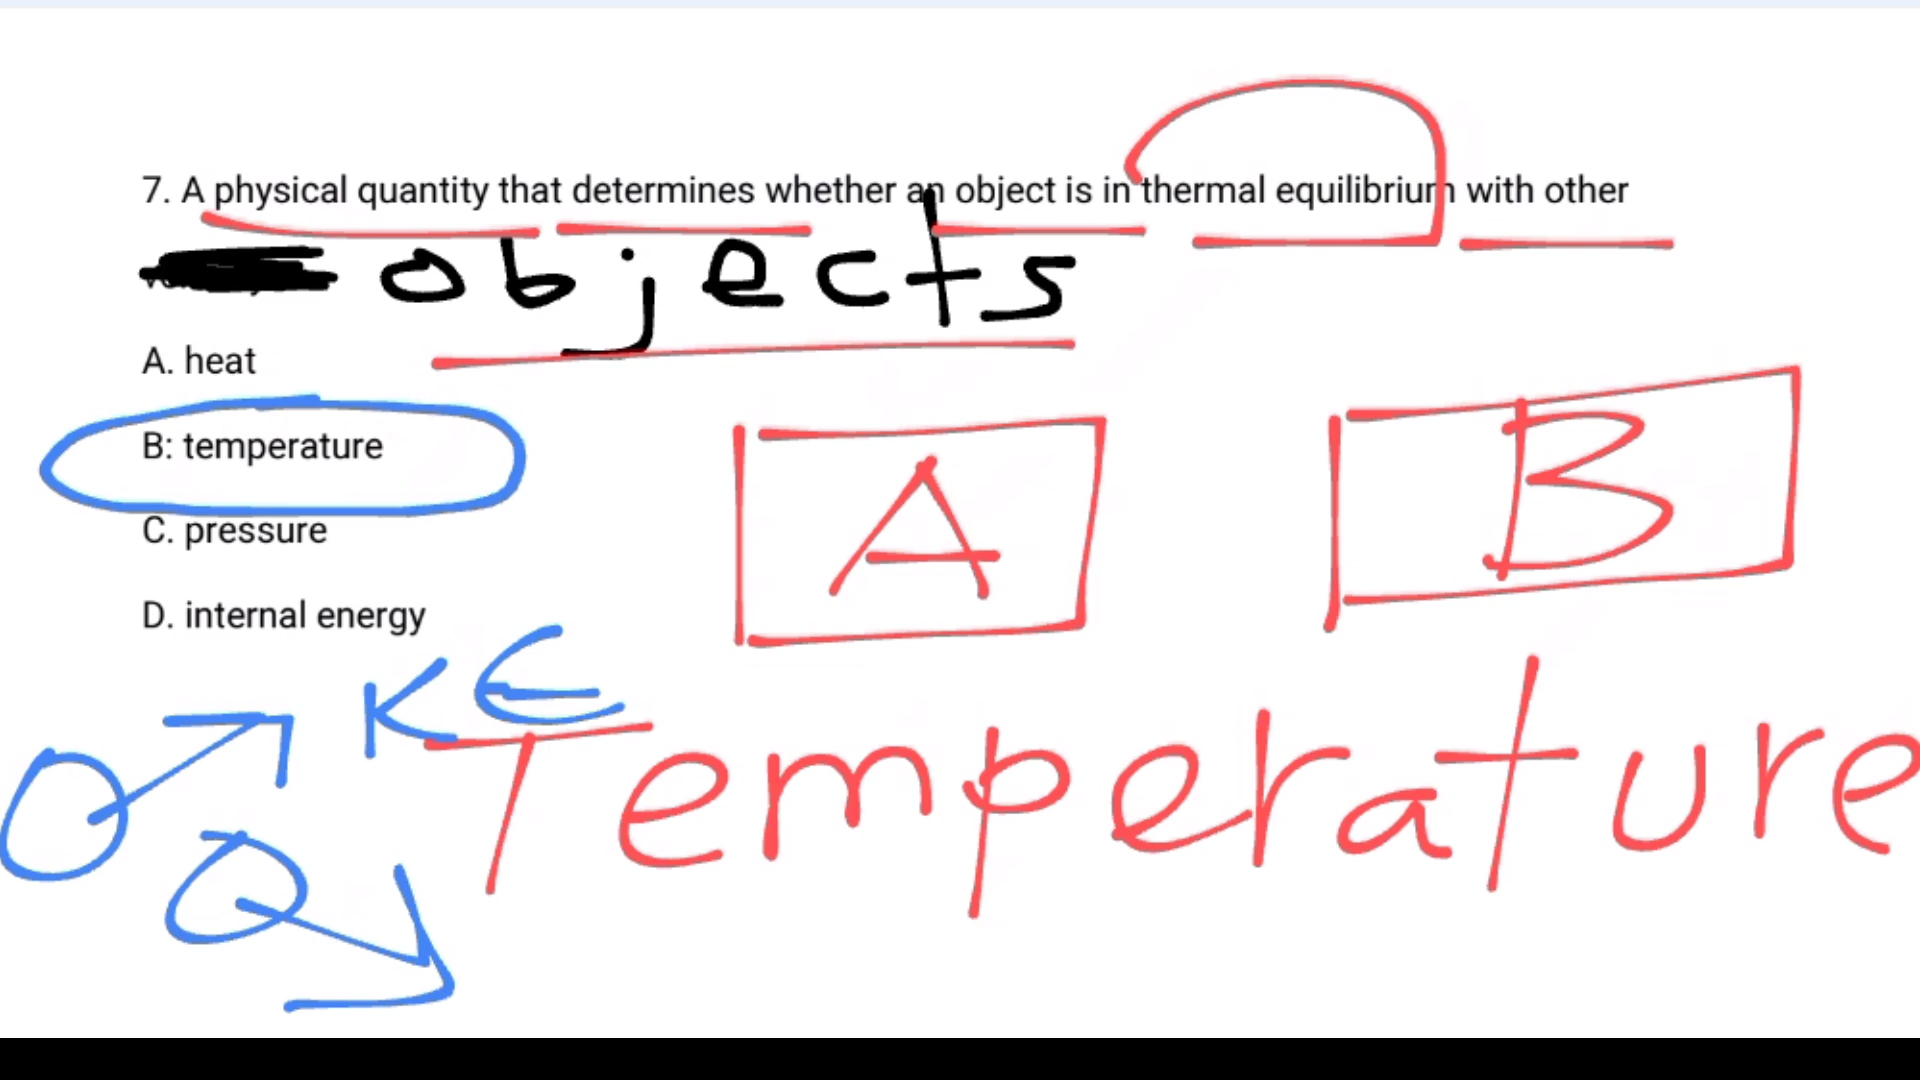 7. A physical quantity that determines whether an object is in thermal equilibrium with other
objects
A. heat
B: temperature
C. pressure
D. internal energy
A
B
KE
Temperature